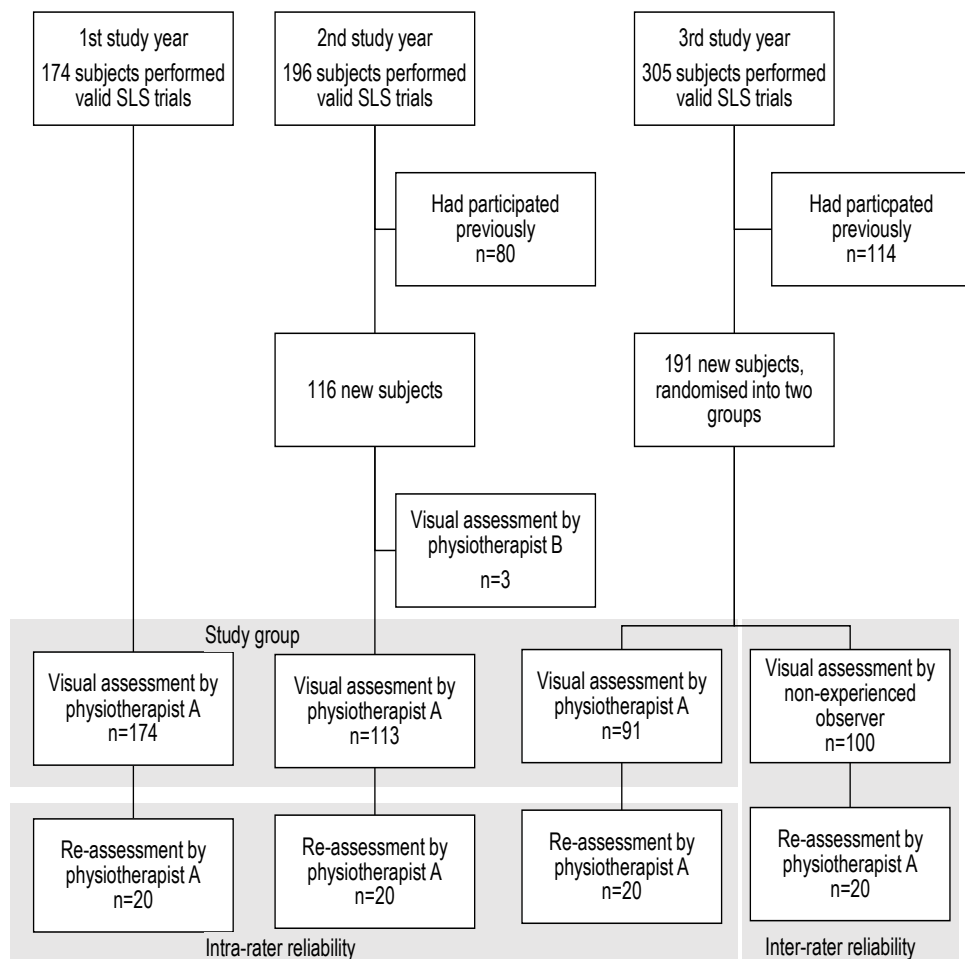 1st study year
174 subjects performed
valid SLS trials
2nd study year
196 subjects performed
valid SLS trials
3rd study year
305 subjects performed
valid SLS trials
Had participated
previously
n=80
Had particpated
previously
n=114
116 new subjects
191 new subjects,
randomised into two
groups
Visual assessment by
physiotherapist B
n=3
Study group
Visual assessment by
physiotherapist A
n=174
Visual assesment by
physiotherapist A
n=113
Visual assessment by
physiotherapist A
n=91
Visual assessment by
non-experienced
observer
n=100
Re-assessment by
physiotherapist A
n=20
Re-assessment by
physiotherapist A
n=20
Re-assessment by
physiotherapist A
n=20
Re-assessment by
physiotherapist A
n=20
Intra-rater reliability
Inter-rater reliability